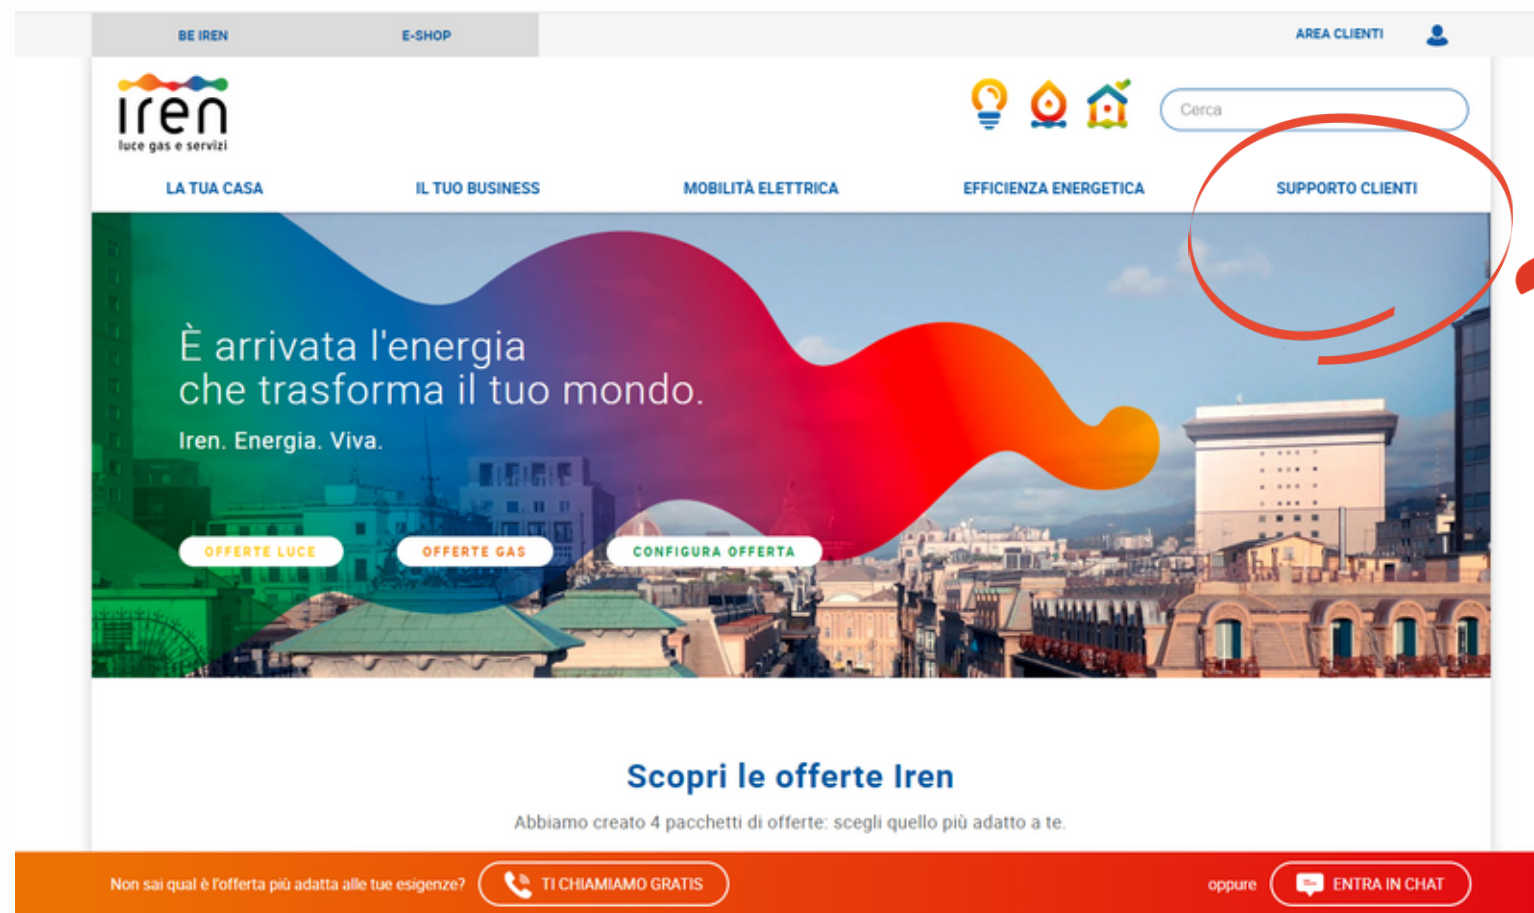 BE IREN
E-SHOP
AREA CLIENTI
iren
luce gas e servizi
Cerca
LA TUA CASA
IL TUO BUSINESS
MOBILITÀ ELETTRICA
EFFICIENZA ENERGETICA
SUPPORTO CLIENTI
È arrivata l'energia
che trasforma il tuo mondo.
Iren. Energia. Viva.
OFFERTE LUCE
OFFERTE GAS
CONFIGURA OFFERTA
Scopri le offerte Iren
Abbiamo creato 4 pacchetti di offerte: scegli quello più adatto a te.
Non sai qual è l'offerta più adatta alle tue esigenze?
TI CHIAMIAMO GRATIS
oppure
ENTRA IN CHAT